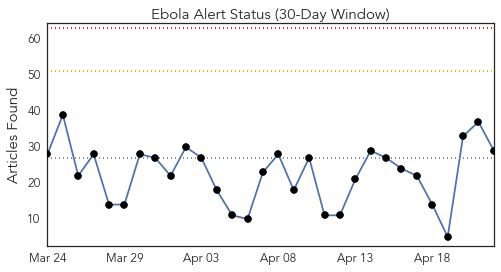 Ebola Alert Status (30-Day Window)
Articles Found
60
50
40
30
20
10
Mar 24 Mar 29 Apr 03 Apr 08 Apr 13 Apr 18